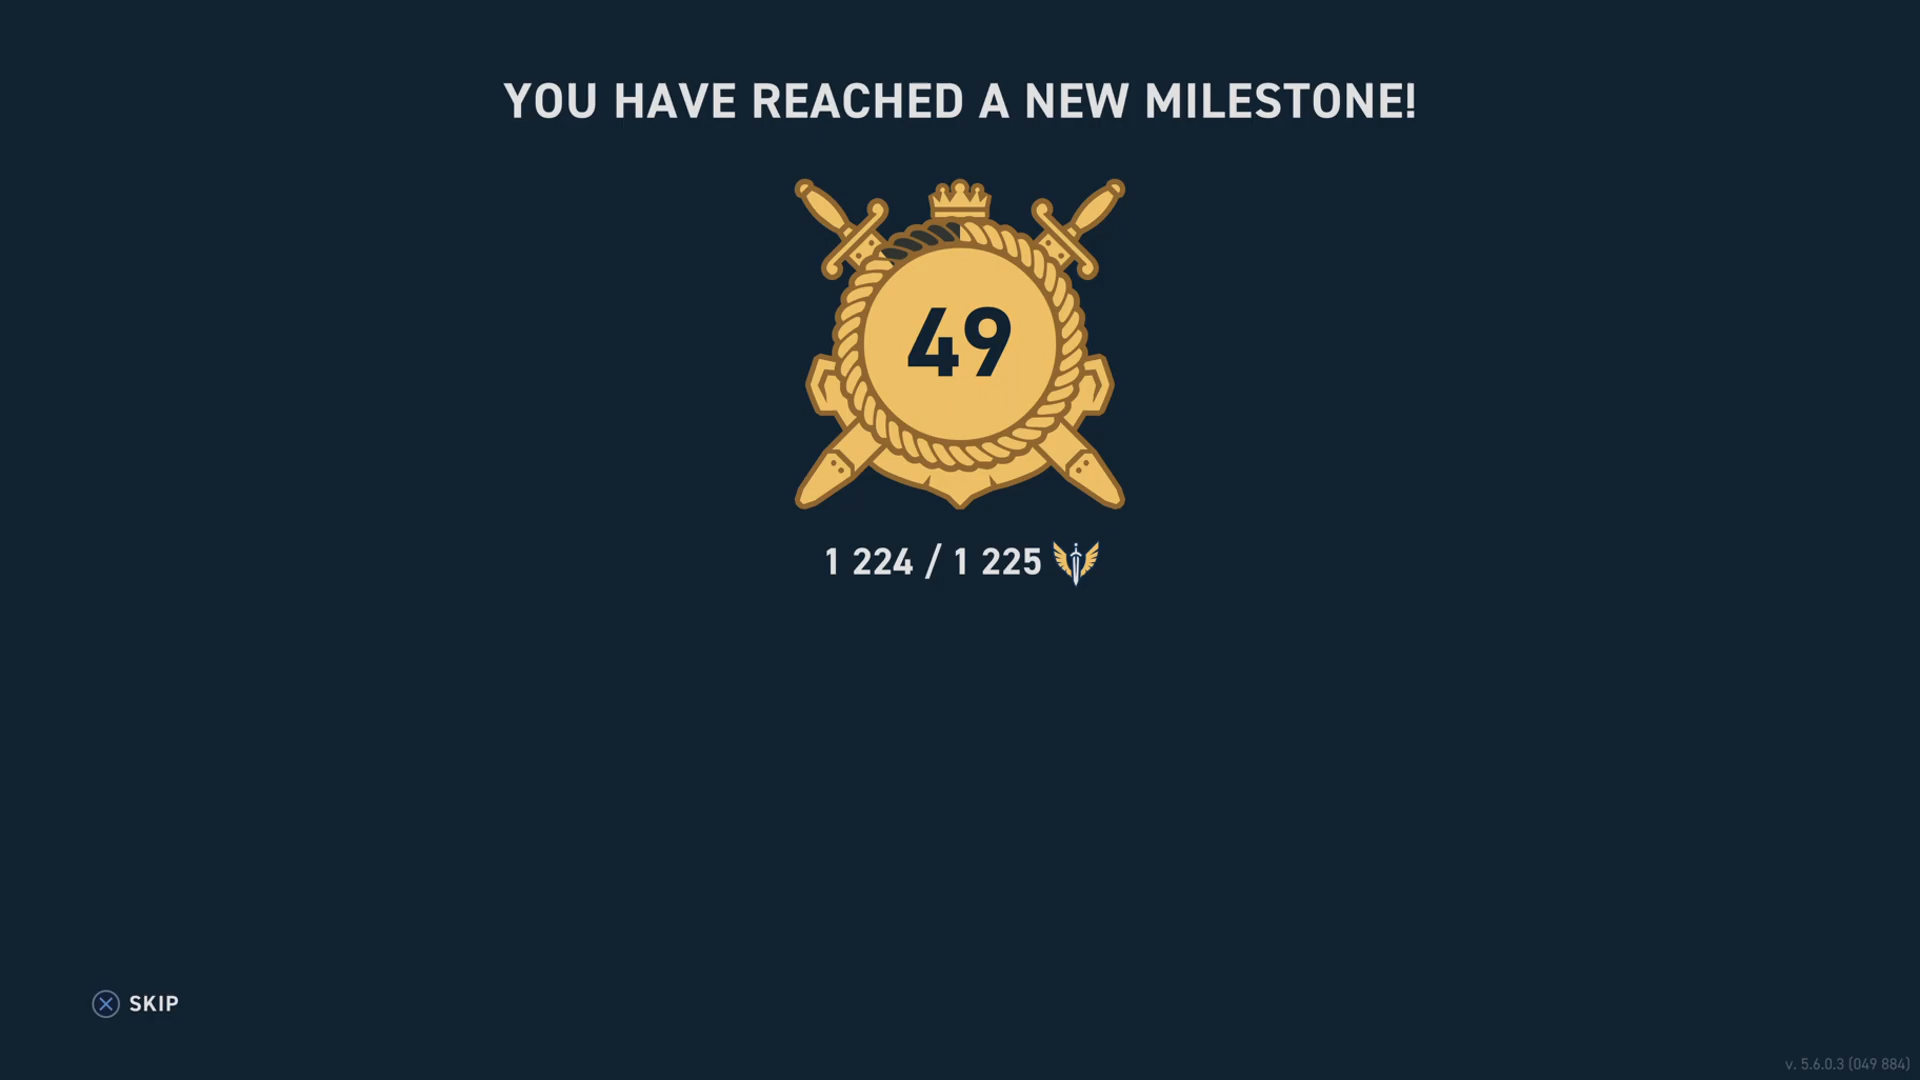 YOU HAVE REACHED A NEW MILESTONE!
49
1 224 / 1 225
SKIP
v. 5.6.0.3 (049 884)